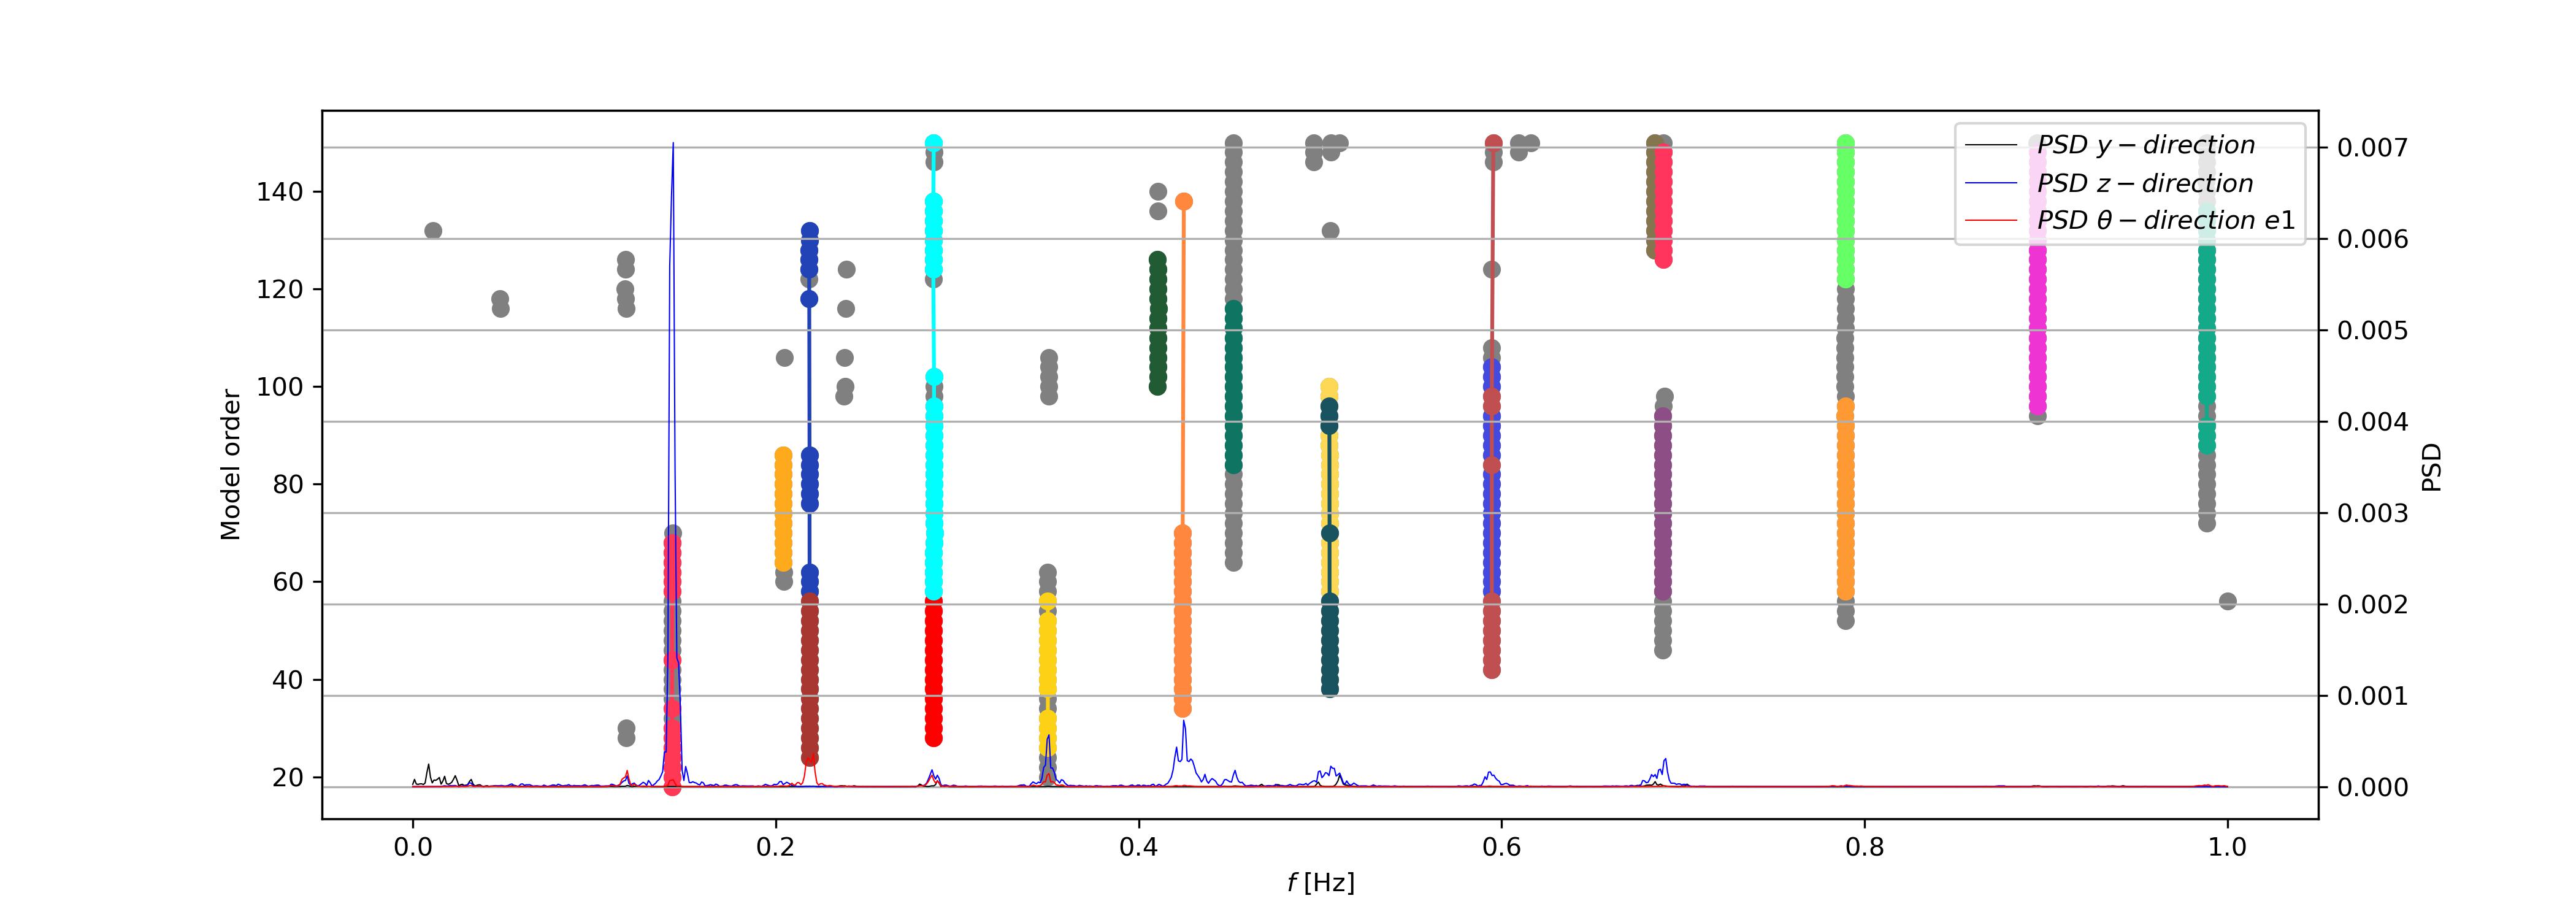 PSD y − direction
PSD z − direction
PSD θ − direction e1
0.007
0.006
0.005
0.004
0.003
0.002
0.001
0.000
PSD
140
120
100
80
60
40
20
Model order
0.0 0.2 0.4 0.6 0.8 1.0
f [Hz]